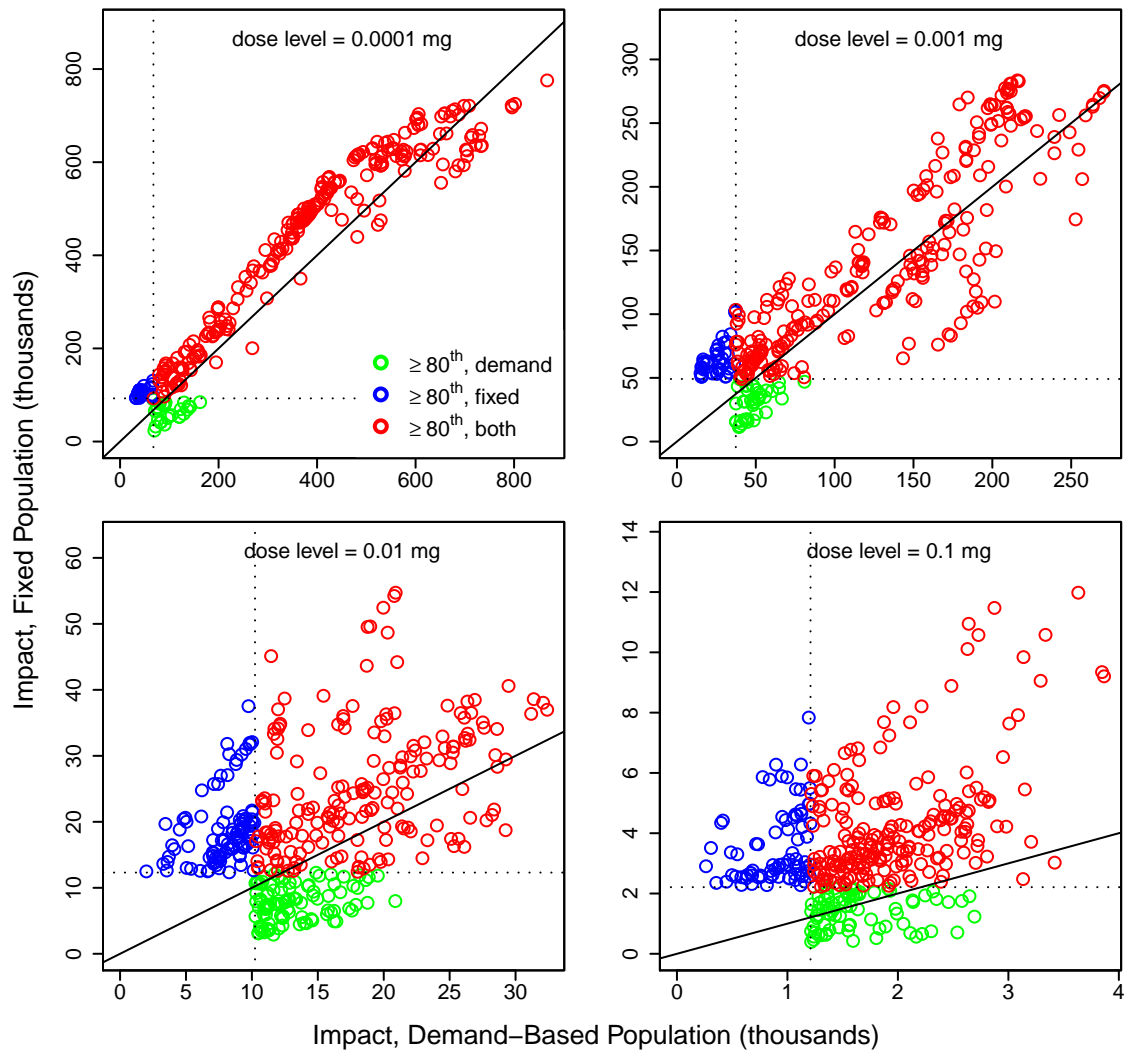 dose level = 0.0001 mg
0 200 400 600 800
0 200 400 600 800
≥ 80th, demand
≥ 80th, fixed
≥ 80th, both
dose level = 0.001 mg
0 50 100 150 200 250 300
0 50 100 150 200 250
dose level = 0.01 mg
0 10 20 30 40 50 60
0 5 10 15 20 25 30
dose level = 0.1 mg
0 2 4 6 8 10 12 14
0 1 2 3 4
Impact, Fixed Population (thousands)
Impact, Demand−Based Population (thousands)